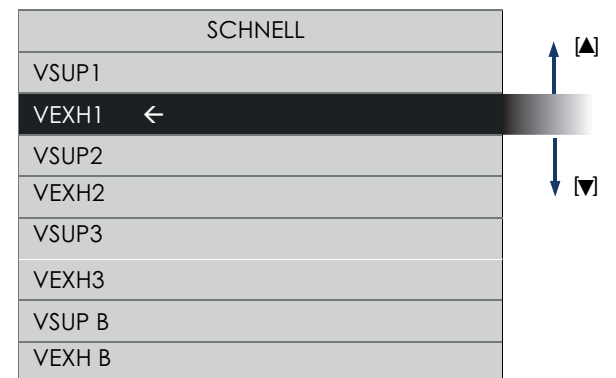 SCHNELL
[▲]
VSUP1
VEXH1 ←
VSUP2
VEXH2
[▼]
VSUP3
VEXH3
VSUP B
VEXH B